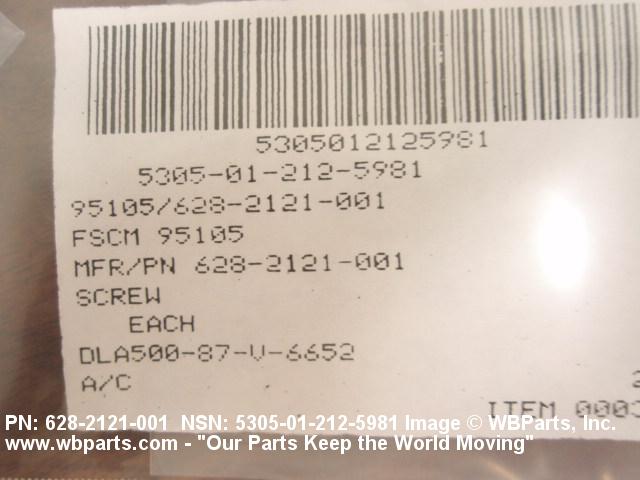 5305012125981
5305-01-212-5981
95105/628-2121-001
FSCM 95105
MFR/PN 628-2121-001
SCREW
EACH
DLA500-87-V-6652
A/C
ITEM
PN: 628-2121-001 NSN: 5305-01-212-5981 Image © WBParts, Inc.
www.wbparts.com - "Our Parts Keep the World Moving"